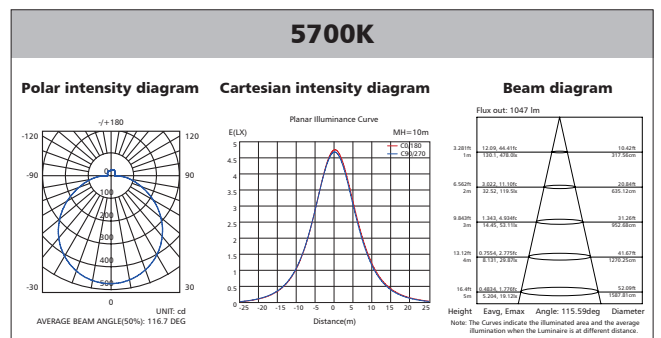 5700K
Polar intensity diagram
Cartesian intensity diagram
Beam diagram
-/+180
-120
120
-90
90
0
100
200
300
400
500
-30
30
0
UNIT: cd
AVERAGE BEAM ANGLE(50%): 116.7 DEG
Planar Illuminance Curve
E(LX)
MH=10m
C0/180
C90/270
5
4.5
4
3.5
3
2.5
2
1.5
1
0.5
-25 -20 -15 -10 -5 0 5 10 15 20 25
Distance(m)
Flux out: 1047 lm
3.281ft 12.09, 44.41fc 10.42ft
1m 130.1, 478.0lx 317.56cm
6.562ft 3.022, 11.10fc 20.84ft
2m 32.52, 119.5lx 635.12cm
9.843ft 1.343, 4.934fc 31.26ft
3m 14.45, 53.11lx 952.68cm
13.12ft 0.7554, 2.775fc 41.67ft
4m 8.131, 29.87lx 1270.25cm
16.4ft 0.4834, 1.776fc 52.09ft
5m 5.204, 19.12lx 1587.81cm
Height Eavg, Emax Angle: 115.59deg Diameter
Note: The Curves indicate the illuminated area and the average
illumination when the Luminaire is at different distance.